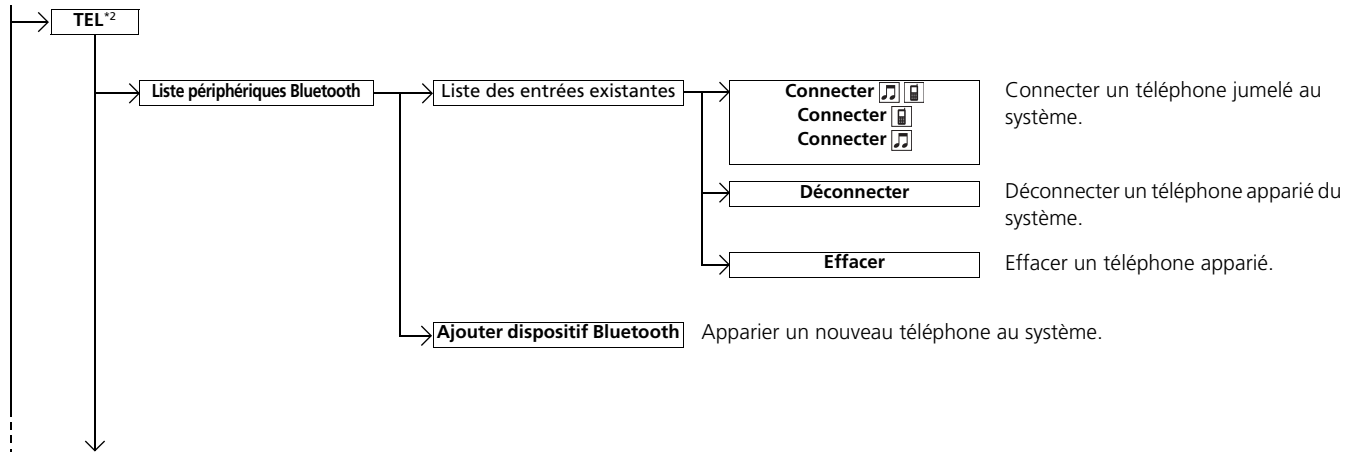 TEL*2
Liste périphériques Bluetooth
Liste des entrées existantes
Connecter
Connecter
Connecter
Connecter un téléphone jumelé au
système.
Déconnecter
Déconnecter un téléphone apparié du
système.
Effacer
Effacer un téléphone apparié.
Ajouter dispositif Bluetooth
Apparier un nouveau téléphone au système.